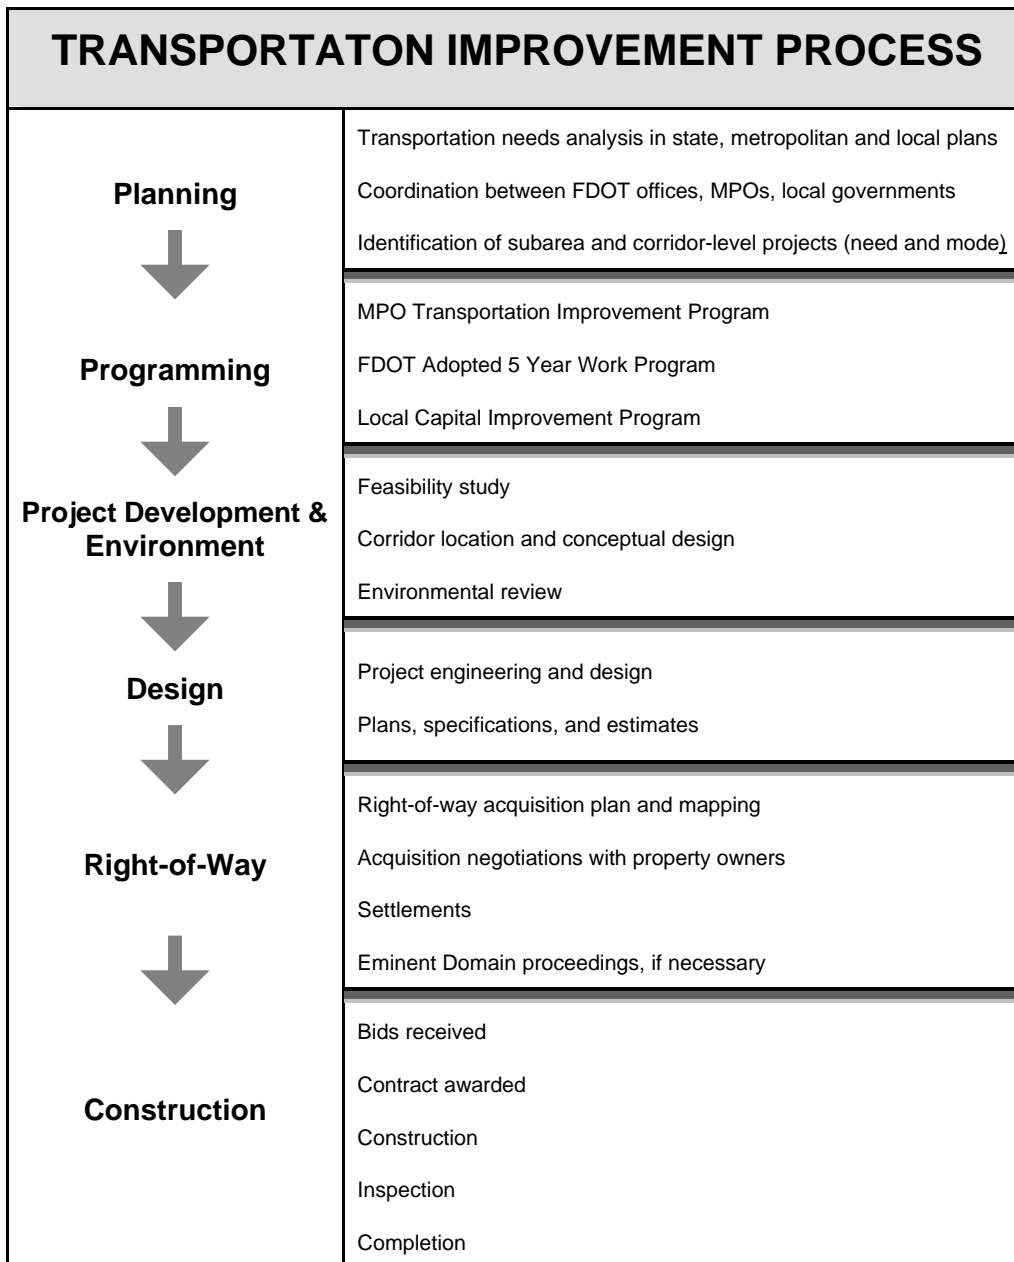 TRANSPORTATON IMPROVEMENT PROCESS
Planning
Transportation needs analysis in state, metropolitan and local plans
Coordination between FDOT offices, MPOs, local governments
Identification of subarea and corridor-level projects (need and mode)
Programming
MPO Transportation Improvement Program
FDOT Adopted 5 Year Work Program
Local Capital Improvement Program
Project Development &
Environment
Feasibility study
Corridor location and conceptual design
Environmental review
Design
Project engineering and design
Plans, specifications, and estimates
Right-of-Way
Right-of-way acquisition plan and mapping
Acquisition negotiations with property owners
Settlements
Eminent Domain proceedings, if necessary
Construction
Bids received
Contract awarded
Construction
Inspection
Completion